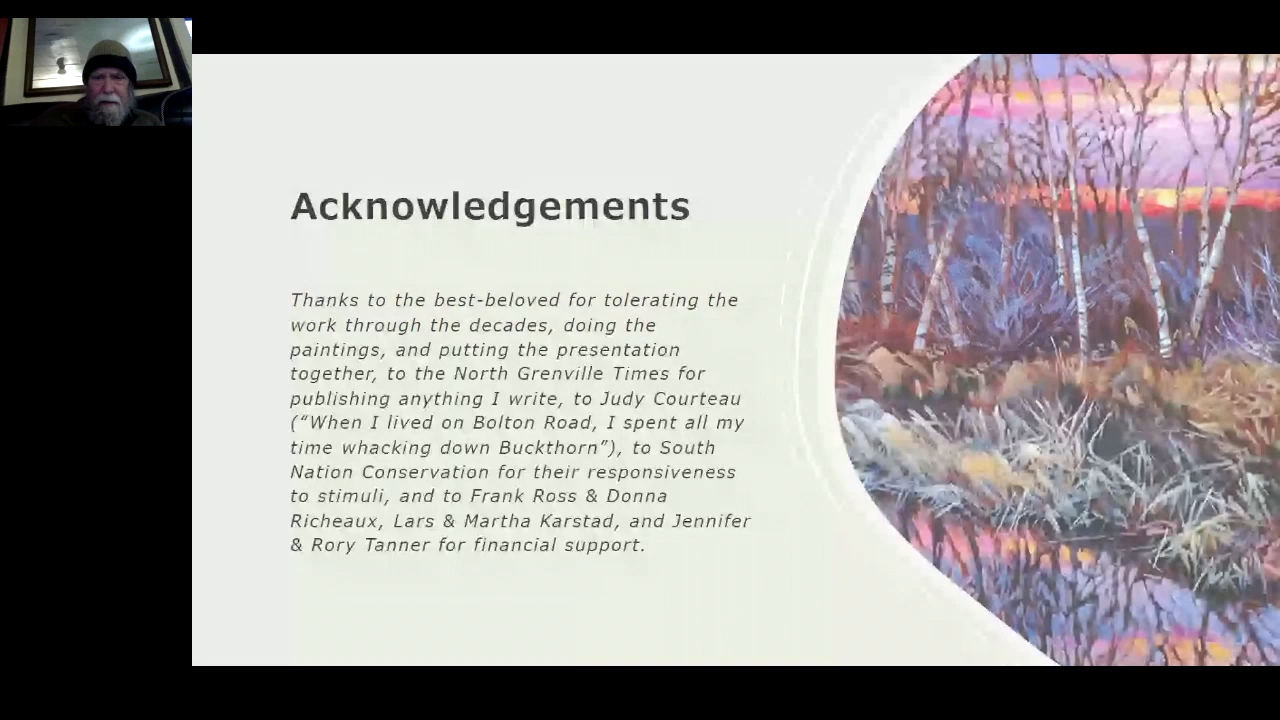 Acknowledgements
Thanks to the best-beloved for tolerating the
work through the decades, doing the
paintings, and putting the presentation
together, to the North Grenville Times for
publishing anything I write, to Judy Courteau
(“When I lived on Bolton Road, I spent all my
time whacking down Buckthorn”), to South
Nation Conservation for their responsiveness
to stimuli, and to Frank Ross & Donna
Richeaux, Lars & Martha Karstad, and Jennifer
& Rory Tanner for financial support.